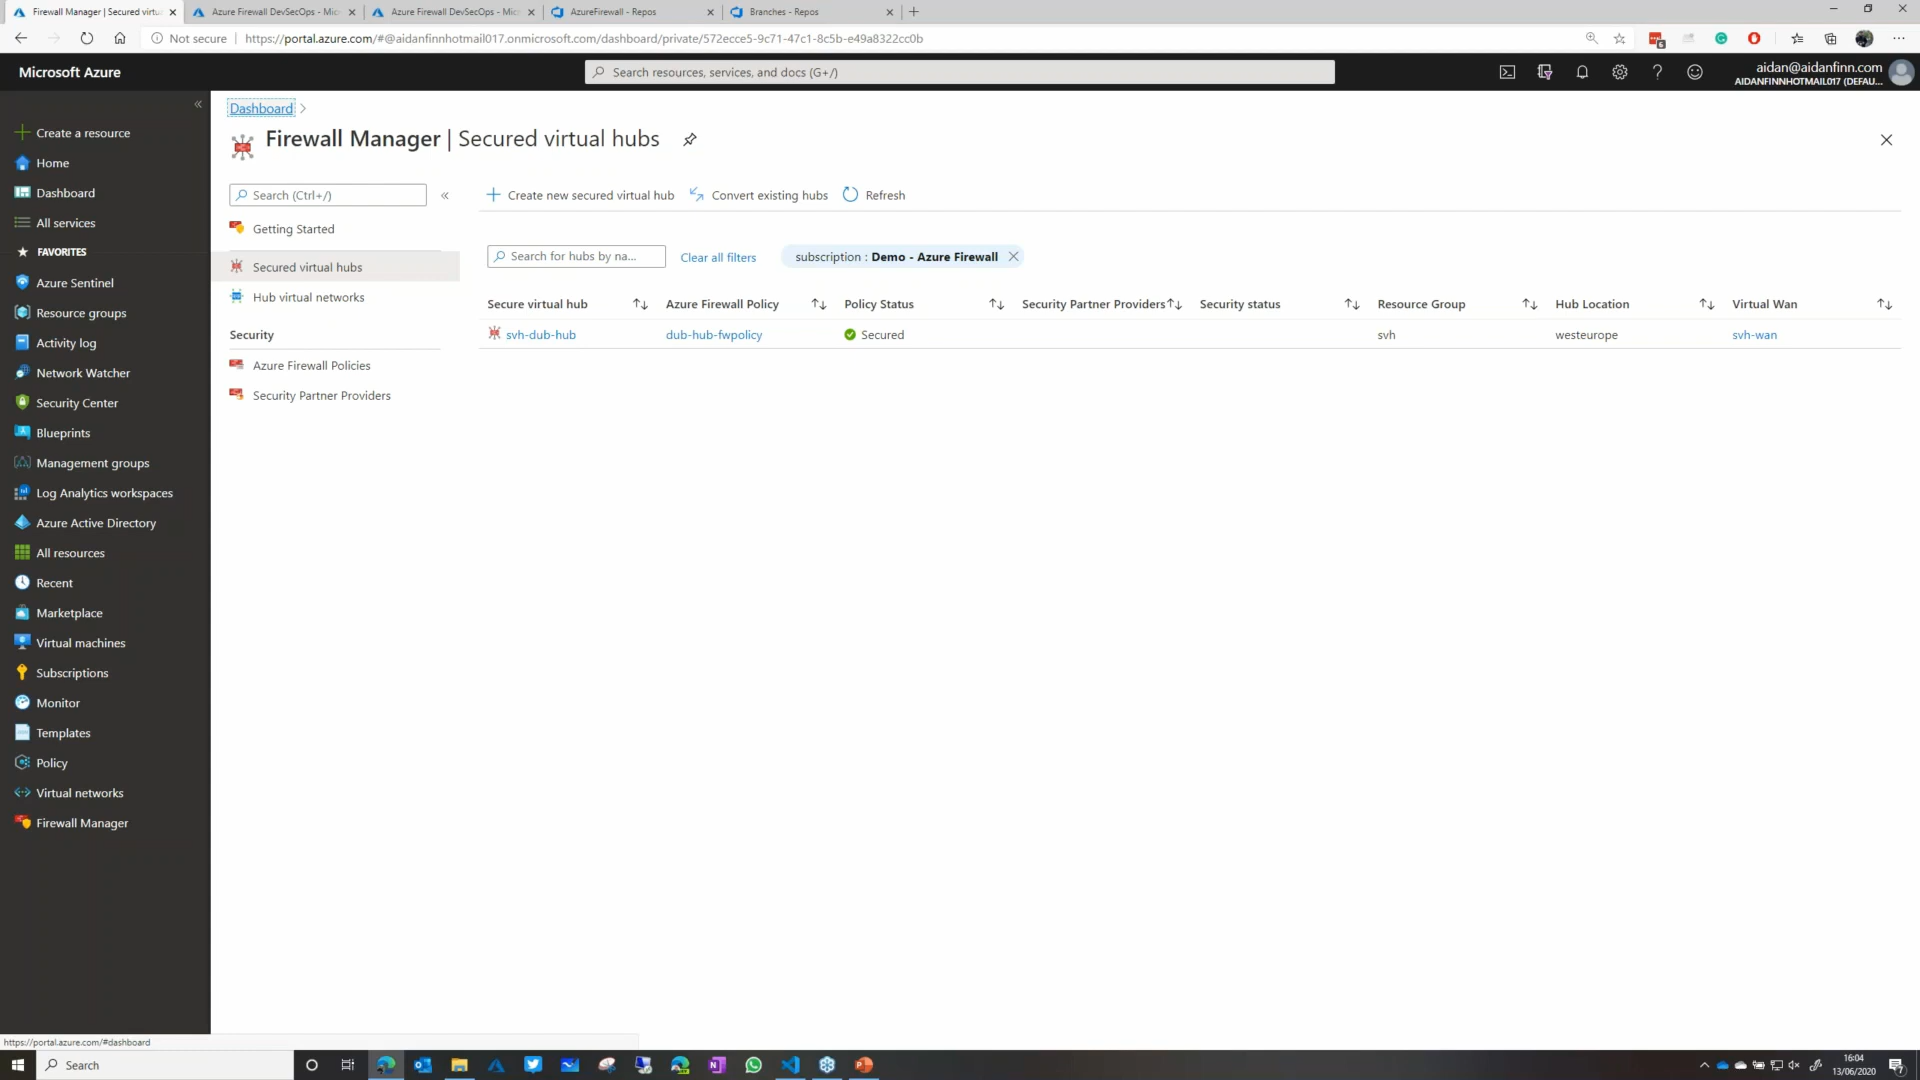 Firewall Manager | Secured virtu
Azure Firewall DevSecOps - Mic
Azure Firewall DevSecOps - Mic
AzureFirewall - Repos
Branches - Repos
Not secure | https://portal.azure.com/#@aidanfinnhotmail017.onmicrosoft.com/dashboard/private/572ecce5-9c71-47c1-8c5b-e49a8322cc0b
Microsoft Azure
Search resources, services, and docs (G+/)
aidan@aidanfinn.com
AIDANFINNHOTMAIL017 (DEFAU...
Create a resource
Home
Dashboard
All services
FAVORITES
Azure Sentinel
Resource groups
Activity log
Network Watcher
Security Center
Blueprints
Management groups
Log Analytics workspaces
Azure Active Directory
All resources
Recent
Marketplace
Virtual machines
Subscriptions
Monitor
Templates
Policy
Virtual networks
Firewall Manager
Dashboard >
Firewall Manager | Secured virtual hubs
Search (Ctrl+/)
Getting Started
Secured virtual hubs
Hub virtual networks
Security
Azure Firewall Policies
Security Partner Providers
Create new secured virtual hub Convert existing hubs Refresh
Search for hubs by na... Clear all filters subscription : Demo - Azure Firewall
Secure virtual hub Azure Firewall Policy Policy Status Security Partner Providers Security status Resource Group Hub Location Virtual Wan
svh-dub-hub dub-hub-fwpolicy Secured svh westeurope svh-wan
https://portal.azure.com/#dashboard
Search
16:04
13/06/2020